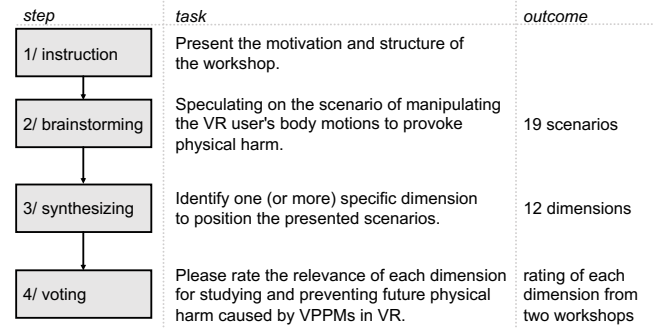 step task outcome
1/ instruction
Present the motivation and structure of
the workshop.
2/ brainstorming
Speculating on the scenario of manipulating
the VR user's body motions to provoke
physical harm.
19 scenarios
3/ synthesizing
Identify one (or more) specific dimension
to position the presented scenarios.
12 dimensions
4/ voting
Please rate the relevance of each dimension
for studying and preventing future physical
harm caused by VPPMs in VR.
rating of each
dimension from
two workshops